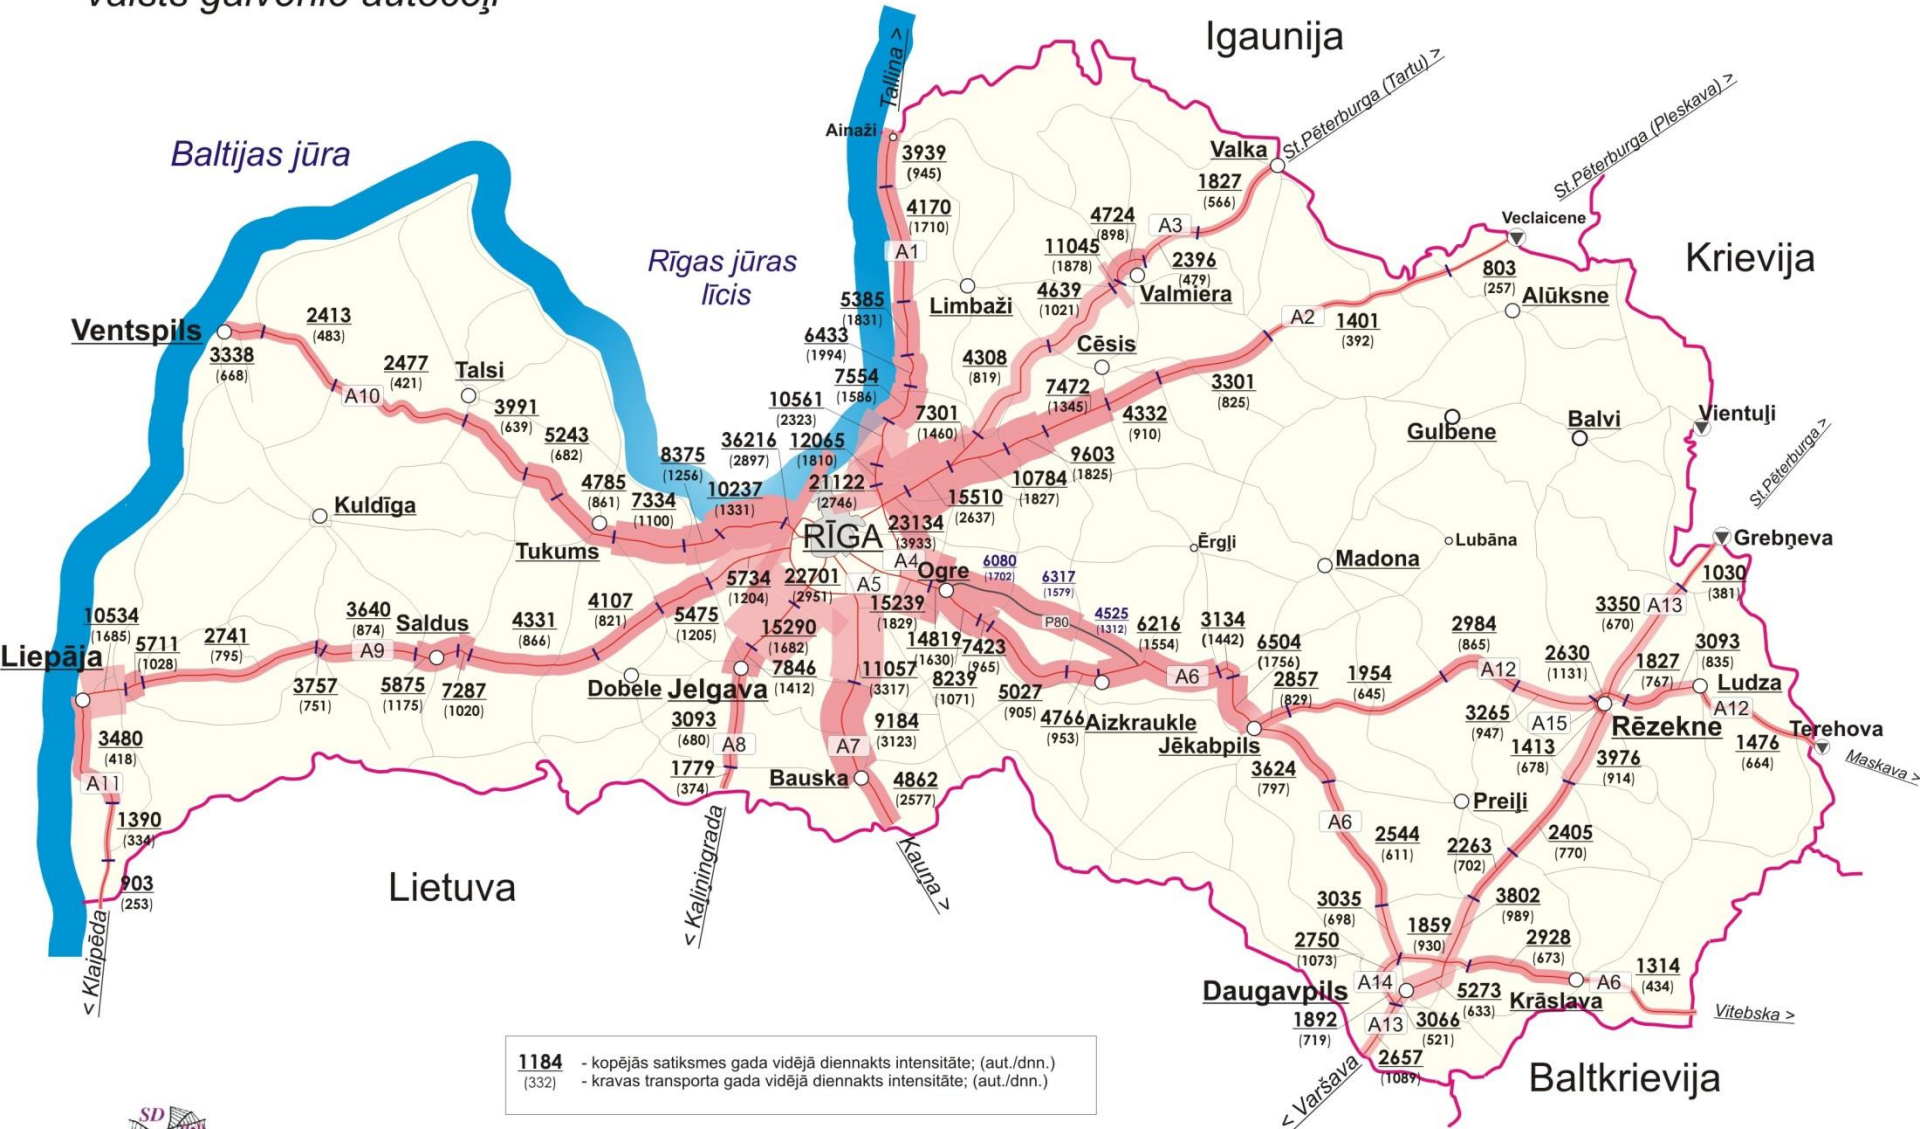 Valsts galvenie autoceļi
Igaunija
Tallina >
St.Pēterburga (Tartu) >
St.Pēterburga (Pleskava) >
Ainaži
Baltijas jūra
3939
(945)
Valka
1827
(566)
Veclaicene
4170
(1710)
4724
(898)
A3
A1
Rīgas jūras
līcis
11045
(1878)
2396
(479)
Krievija
803
(257)
Limbaži
4639
(1021)
Valmiera
Alūksne
5385
(1831)
A2
1401
(392)
Ventspils
2413
(483)
3338
(668)
6433
(1994)
4308
(819)
Cēsis
2477
(421)
Talsi
A10
7554
(1586)
7472
(1345)
3301
(825)
3991
(639)
10561
(2323)
7301
(1460)
4332
(910)
Gulbene
Balvi
Vientuļi
St.Pēterburga >
5243
(682)
8375
(1256)
36216
(2897)
12065
(1810)
9603
(1825)
4785
(861)
7334
(1100)
10237
(1331)
21122
(2746)
10784
(1827)
15510
(2637)
Kuldīga
Tukums
RĪGA
23134
(3933)
Ērgļi
Lubāna
Grebņeva
Madona
A4
Ogre
6080
(1702)
6317
(1579)
5734
(1204)
22701
(2951)
A5
1030
(381)
A13
3350
(670)
10534
(1685)
5711
(1028)
2741
(795)
3640
(874)
Saldus
4331
(866)
4107
(821)
5475
(1205)
15290
(1682)
15239
(1829)
14819
(1630)
7423
(965)
P80
4525
(1312)
6216
(1554)
3134
(1442)
6504
(1756)
2984
(865)
2630
(1131)
1827
(767)
3093
(835)
Liepāja
A9
3757
(751)
5875
(1175)
7287
(1020)
Dobele
Jelgava
7846
(1412)
11057
(3317)
8239
(1071)
5027
(905)
4766
(953)
Aizkraukle
A6
2857
(829)
1954
(645)
A12
3265
(947)
A15
Rēzekne
Ludza
A12
Terehova
Maskava >
3480
(418)
3093
(680)
A8
9184
(3123)
A7
Jēkabpils
1413
(678)
3976
(914)
1476
(664)
A11
1779
(374)
Bauska
4862
(2577)
3624
(797)
Preiļi
1390
(334)
A6
2544
(611)
2263
(702)
2405
(770)
903
(253)
Lietuva
< Klaipēda
< Kaļiņingrada
Kauņa >
3035
(698)
1859
(930)
3802
(989)
2750
(1073)
2928
(673)
1314
(434)
Daugavpils
A14
5273
(633)
Krāslava
A6
Vitebska >
1892
(719)
A13
3066
(521)
2657
(1089)
< Varšava
Baltkrievija
1184 - kopējās satiksmes gada vidējā diennakts intensitāte; (aut./dnn.)
(332) - kravas transporta gada vidējā diennakts intensitāte; (aut./dnn.)
SD